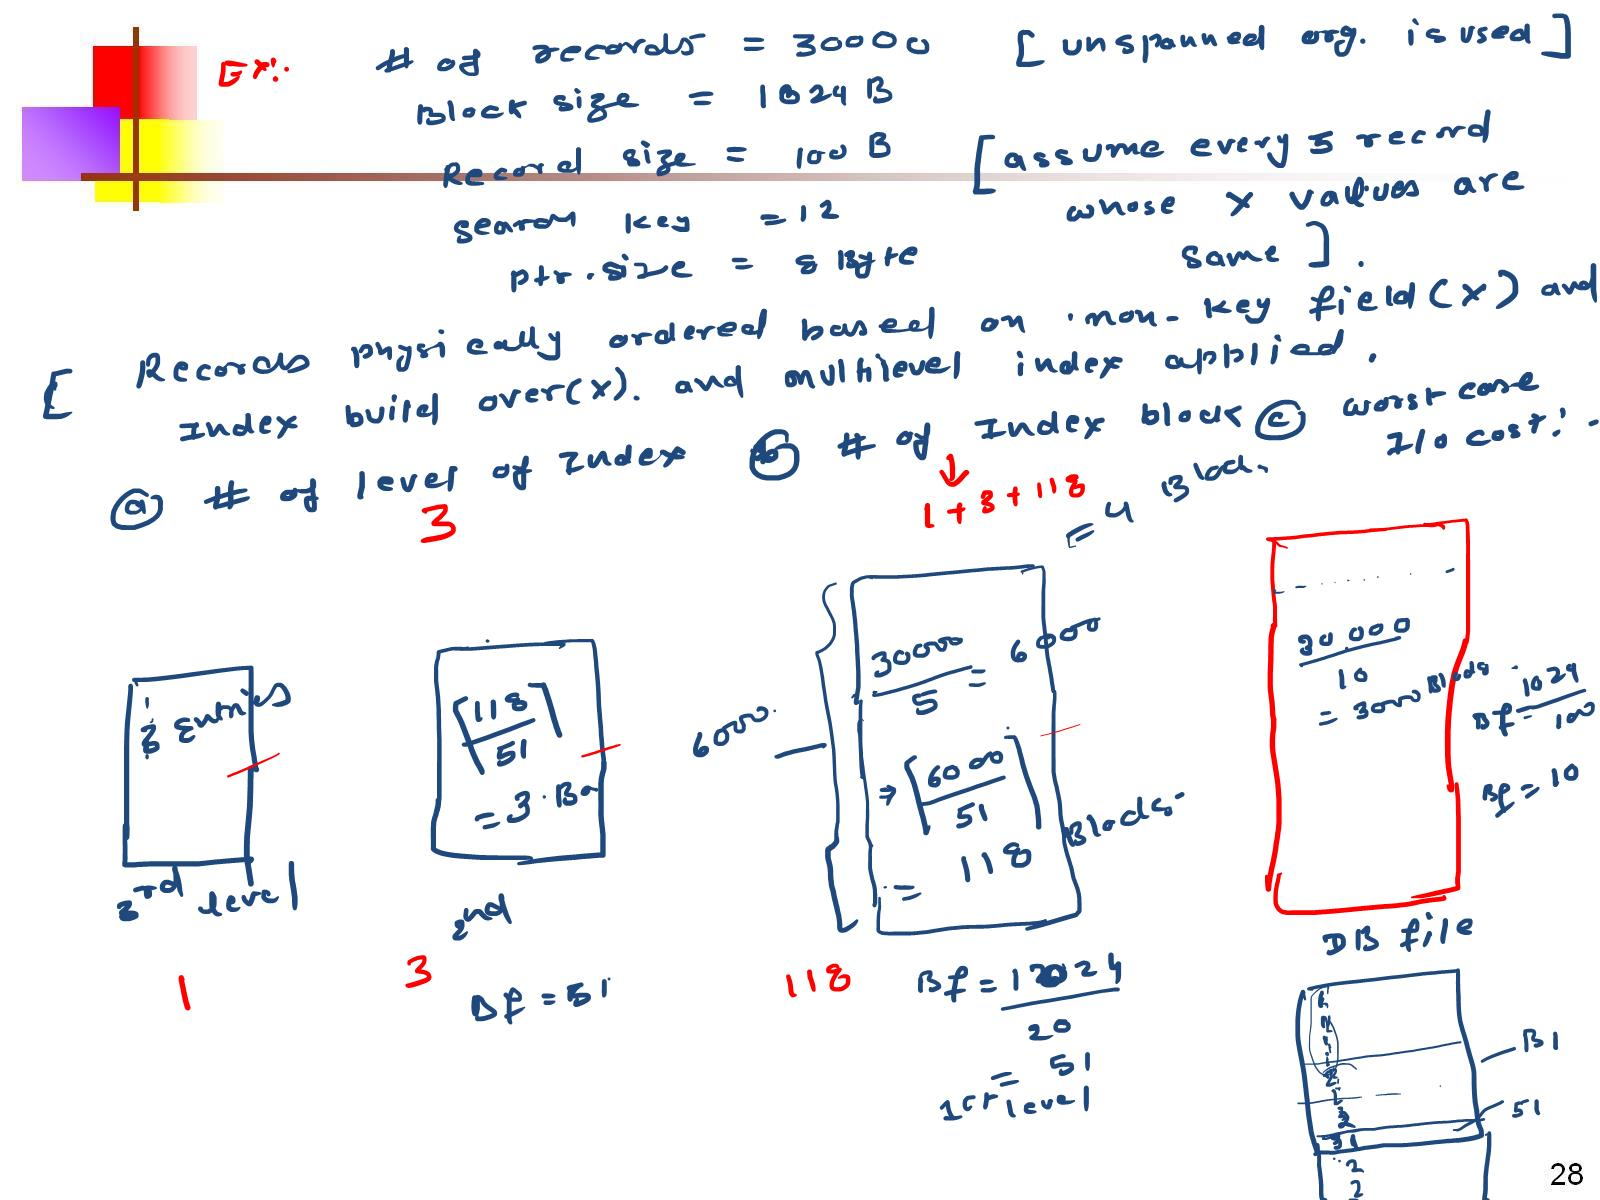 Ex:- # of records = 30000 [unspanned org. is used]
Block size = 1024 B
Record size = 100 B [assume every 5 record
search key = 12 whose X values are
ptr. size = 8 Byte same].
[ Records physically ordered based on non-key field (X) and
Index build over (X). and multilevel index applied.
(a) # of level of Index (b) # of Index block (c) worst case
I/o cost:-
3
↓
1 + 3 + 118
= 4 Block
3 Entries
3rd level
1
⌈118/51⌉
= 3
2nd
3
Bf = 51
6000
30000/5 = 6000
⇒ ⌈6000/51⌉
= 118 Blocks
118
Bf = 1024/20
= 51
1st level
30000/10
= 3000 Blocks
DB file
Bf = 1024/100
Bf = 10
B1
51
28